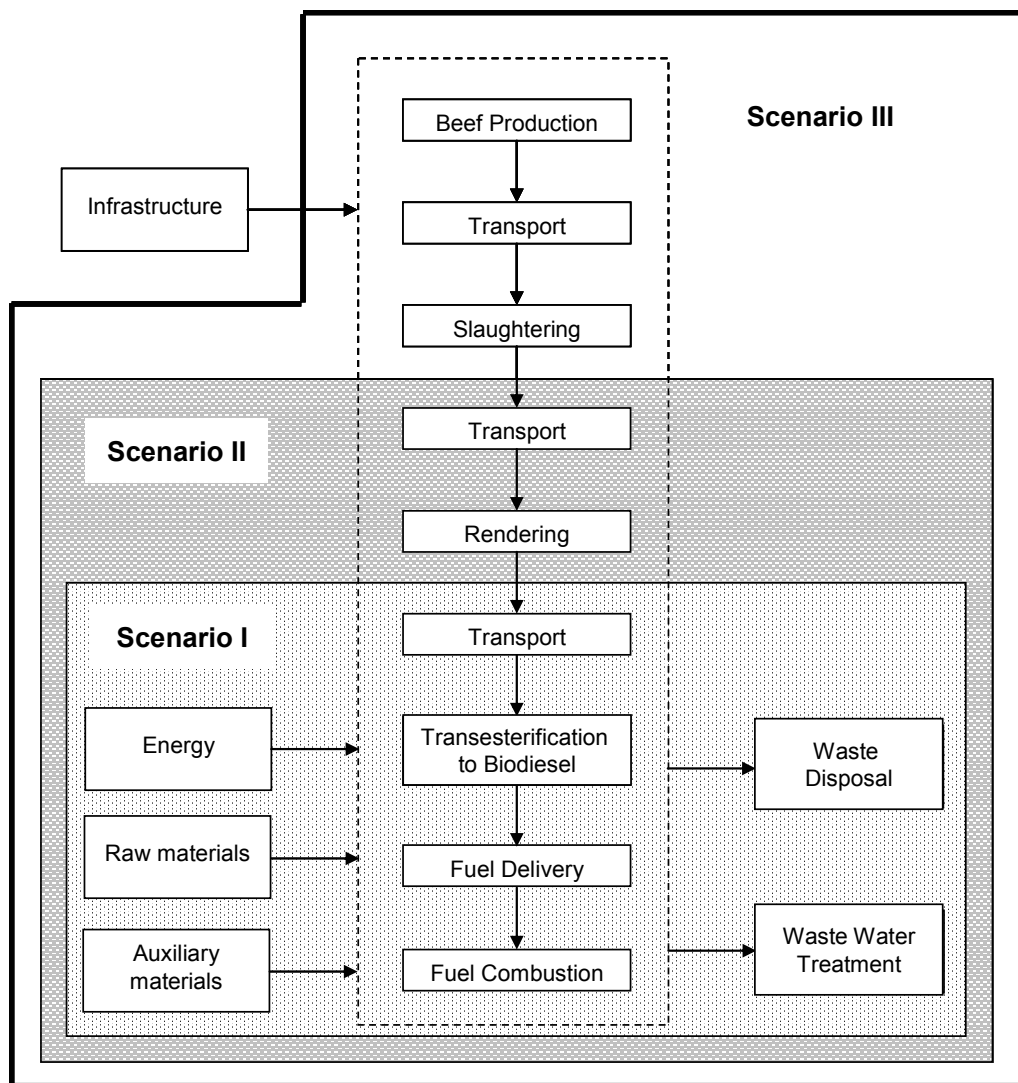 Scenario III
Beef Production
Infrastructure
Transport
Slaughtering
Scenario II
Transport
Rendering
Scenario I
Transport
Energy
Transesterification
to Biodiesel
Waste
Disposal
Raw materials
Fuel Delivery
Auxiliary
materials
Fuel Combustion
Waste Water
Treatment